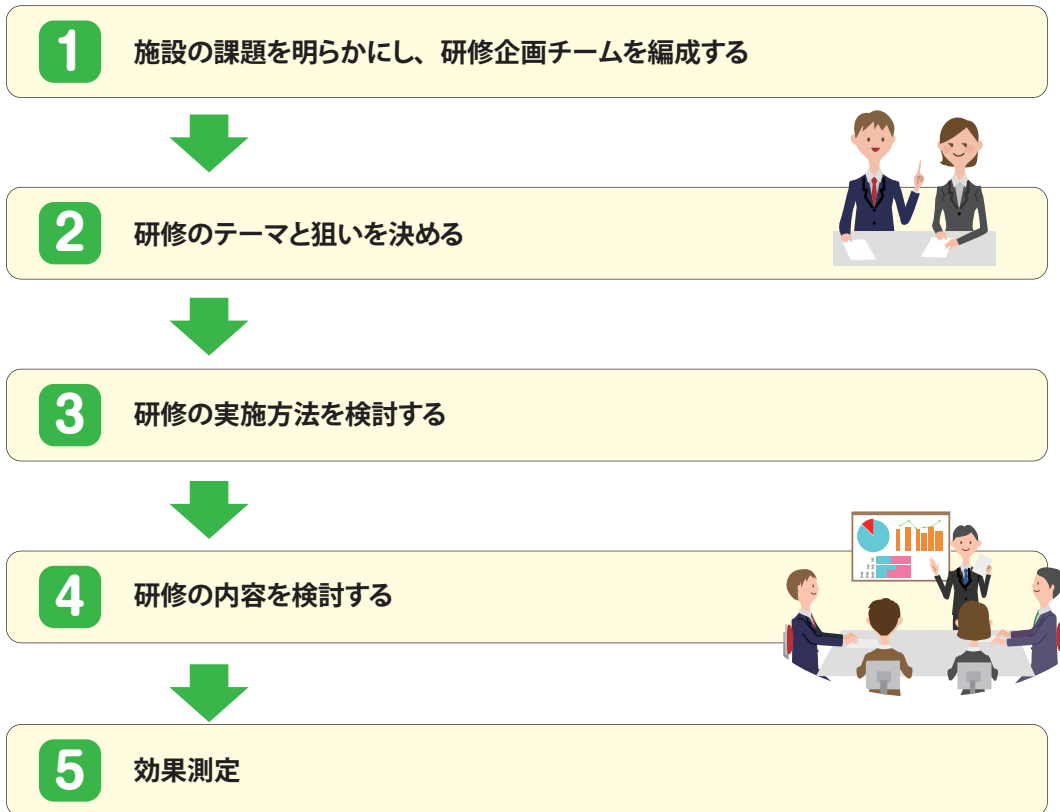 1 施設の課題を明らかにし、研修企画チームを編成する
2 研修のテーマと狙いを決める
3 研修の実施方法を検討する
4 研修の内容を検討する
5 効果測定